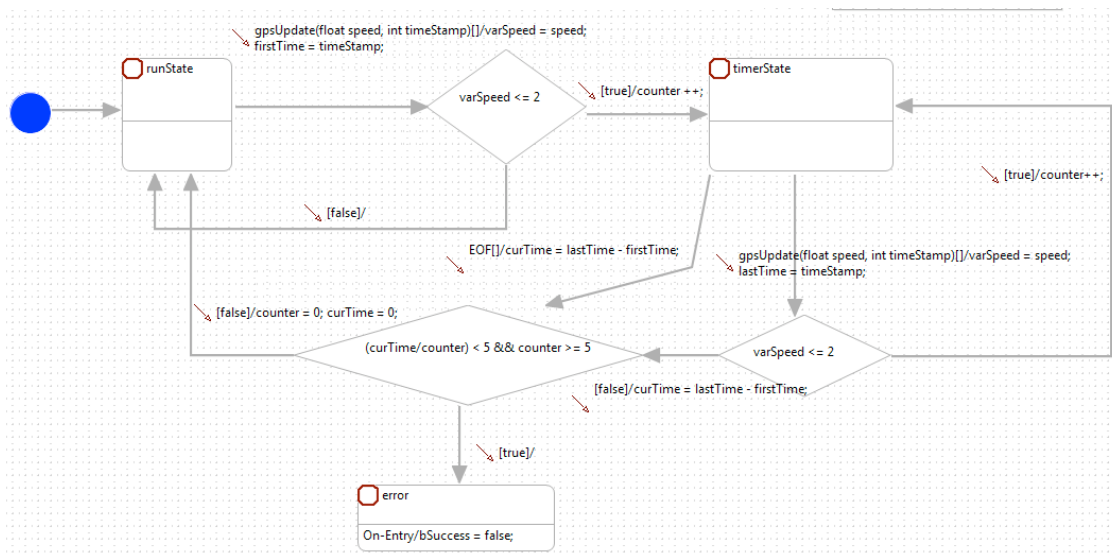 gpsUpdate(float speed, int timeStamp)[]/varSpeed = speed;
firstTime = timeStamp;
runState
varSpeed <= 2
[true]/counter ++;
timerState
[true]/counter++;
[false]/
EOF[]/curTime = lastTime - firstTime;
gpsUpdate(float speed, int timeStamp)[]/varSpeed = speed;
lastTime = timeStamp;
[false]/counter = 0; curTime = 0;
(curTime/counter) < 5 && counter >= 5
varSpeed <= 2
[false]/curTime = lastTime - firstTime;
[true]/
error
On-Entry/bSuccess = false;